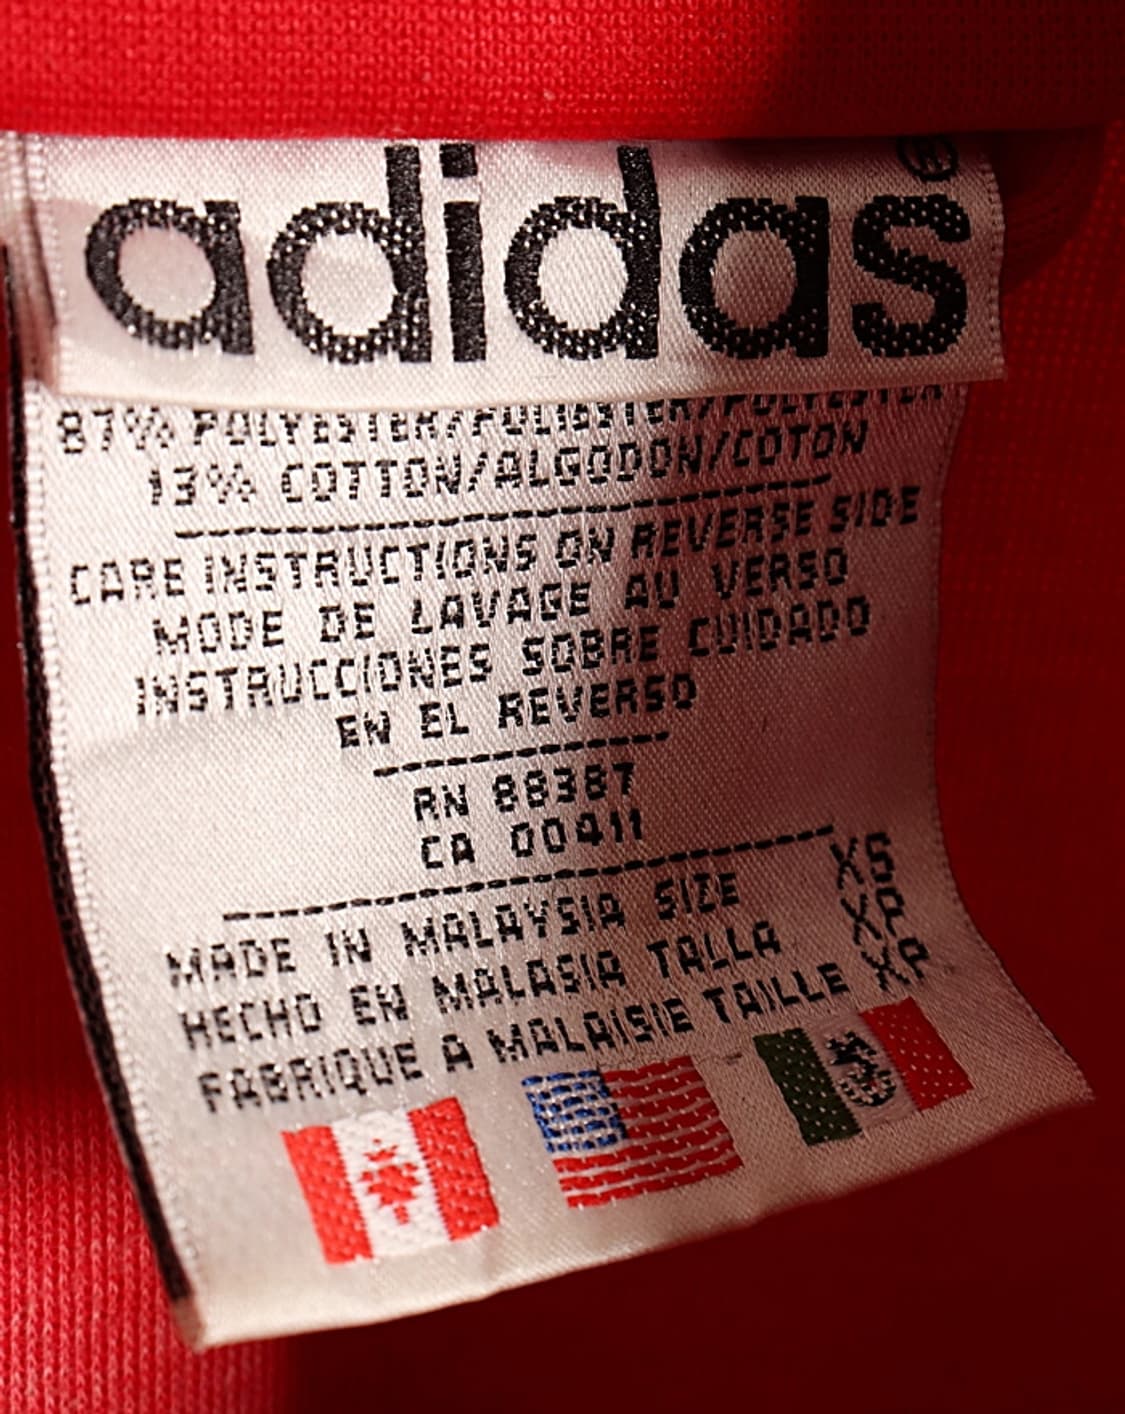 adidas®
87% POLYESTER/POLIESTER/POLYESTER
13% COTTON/ALGODON/COTON
CARE INSTRUCTIONS ON REVERSE SIDE
MODE DE LAVAGE AU VERSO
INSTRUCCIONES SOBRE CUIDADO
EN EL REVERSO
RN 88387
CA 00411
MADE IN MALAYSIA SIZE XS
HECHO EN MALASIA TALLA XP
FABRIQUE A MALAISIE TAILLE XP